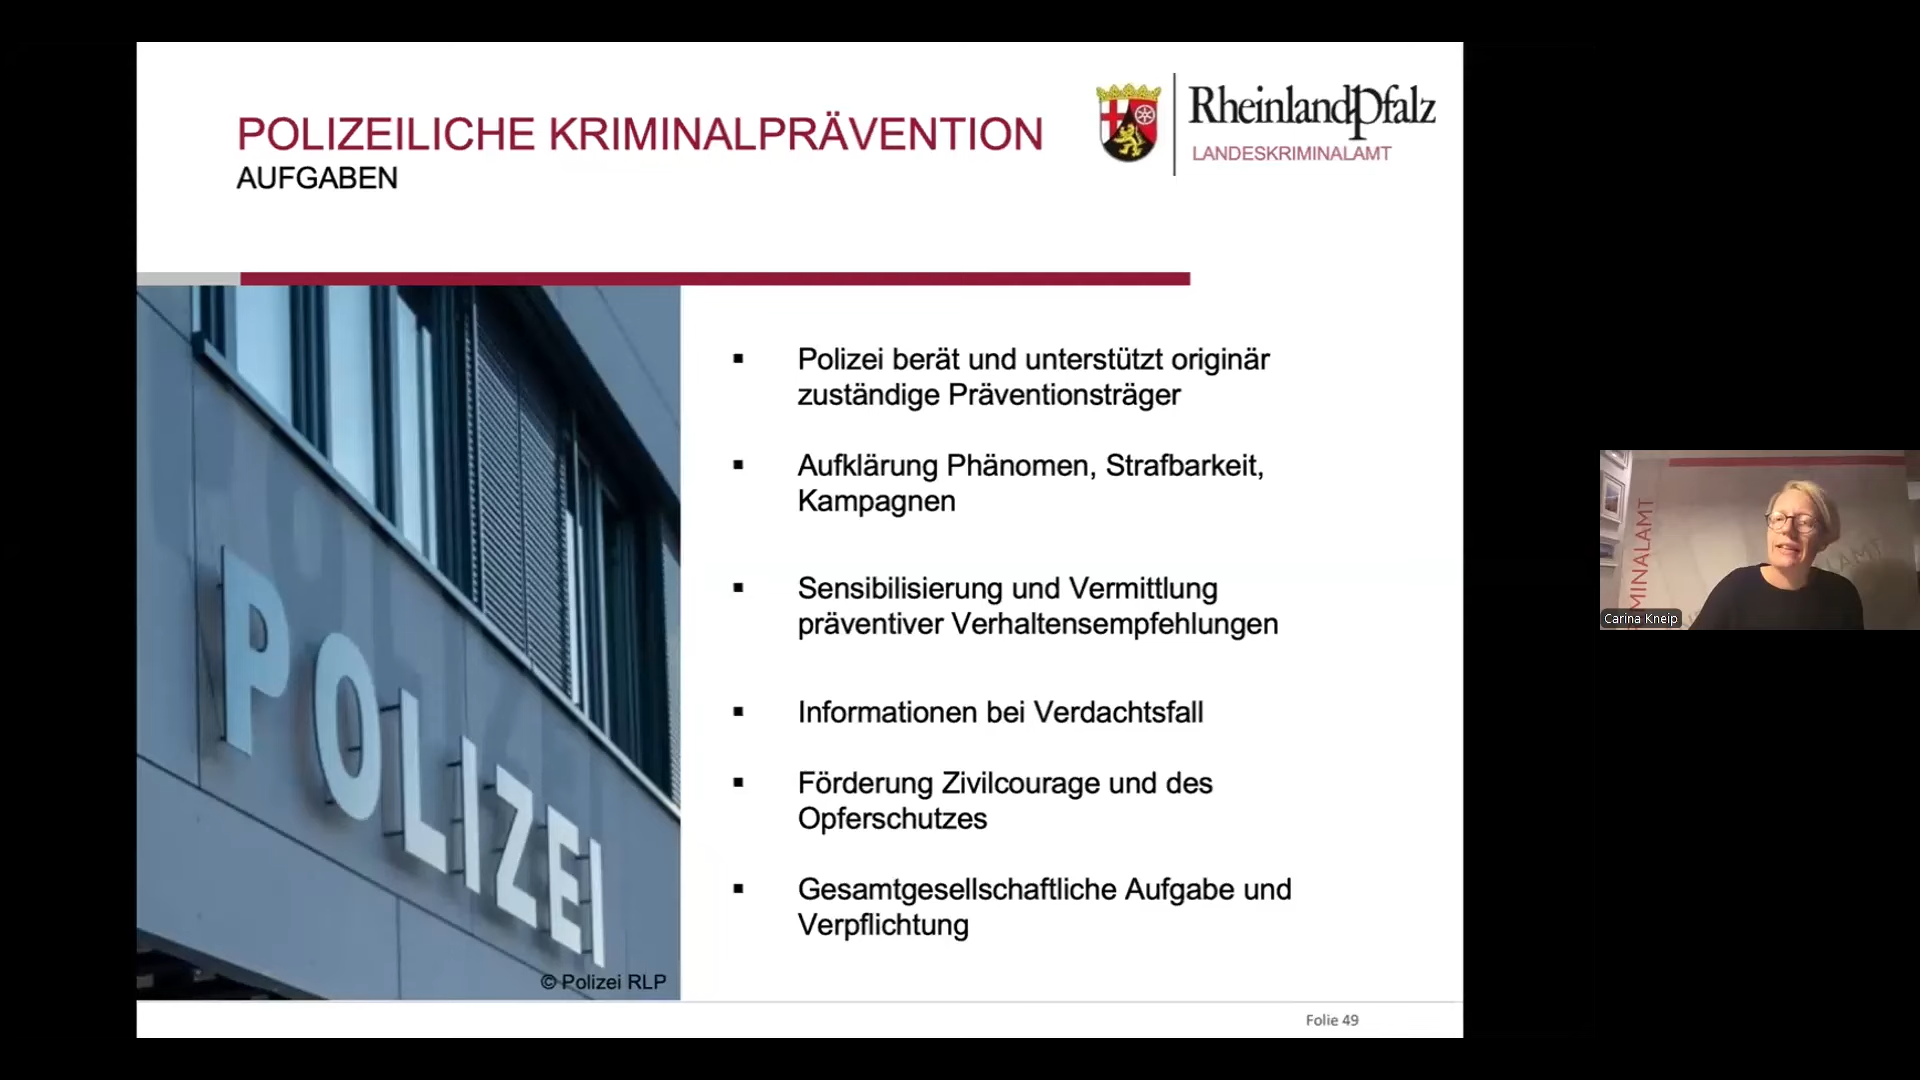 POLIZEILICHE KRIMINALPRÄVENTION
AUFGABEN
RheinlandPfalz
LANDESKRIMINALAMT
▪ Polizei berät und unterstützt originär
zuständige Präventionsträger
▪ Aufklärung Phänomen, Strafbarkeit,
Kampagnen
▪ Sensibilisierung und Vermittlung
präventiver Verhaltensempfehlungen
▪ Informationen bei Verdachtsfall
▪ Förderung Zivilcourage und des
Opferschutzes
▪ Gesamtgesellschaftliche Aufgabe und
Verpflichtung
POLIZEI
© Polizei RLP
Folie 49
MINALAMT
LAMT
Carina Kneip